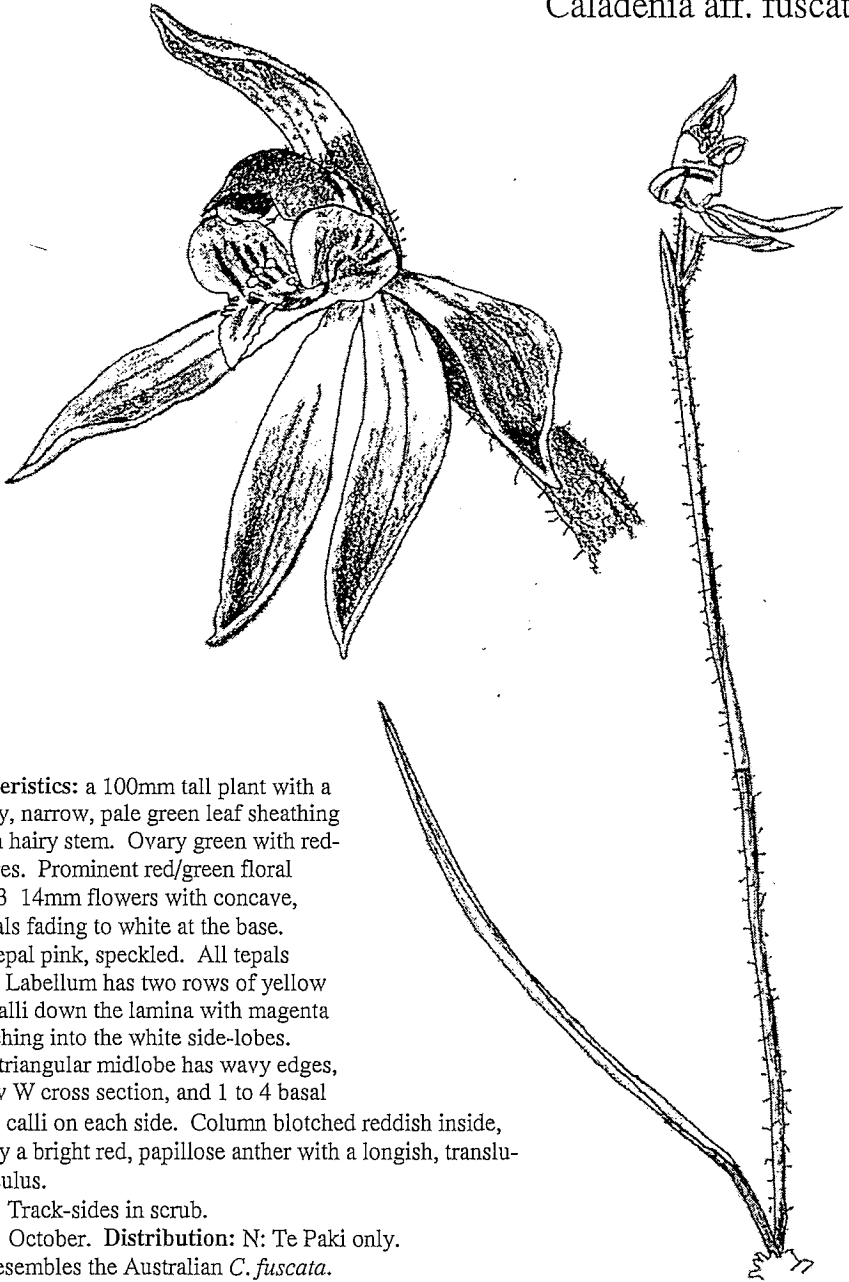 Caladenia aff. fuscat
eristics: a 100mm tall plant with a
y, narrow, pale green leaf sheathing
hairy stem. Ovary green with red-
es. Prominent red/green floral
3 14mm flowers with concave,
als fading to white at the base.
epal pink, speckled. All tepals
Labellum has two rows of yellow
alli down the lamina with magenta
hing into the white side-lobes.
triangular midlobe has wavy edges,
W cross section, and 1 to 4 basal
calli on each side. Column blotched reddish inside,
y a bright red, papillose anther with a longish, translu-
ulus.
Track-sides in scrub.
October. Distribution: N: Te Paki only.
esembles the Australian C. fuscata.